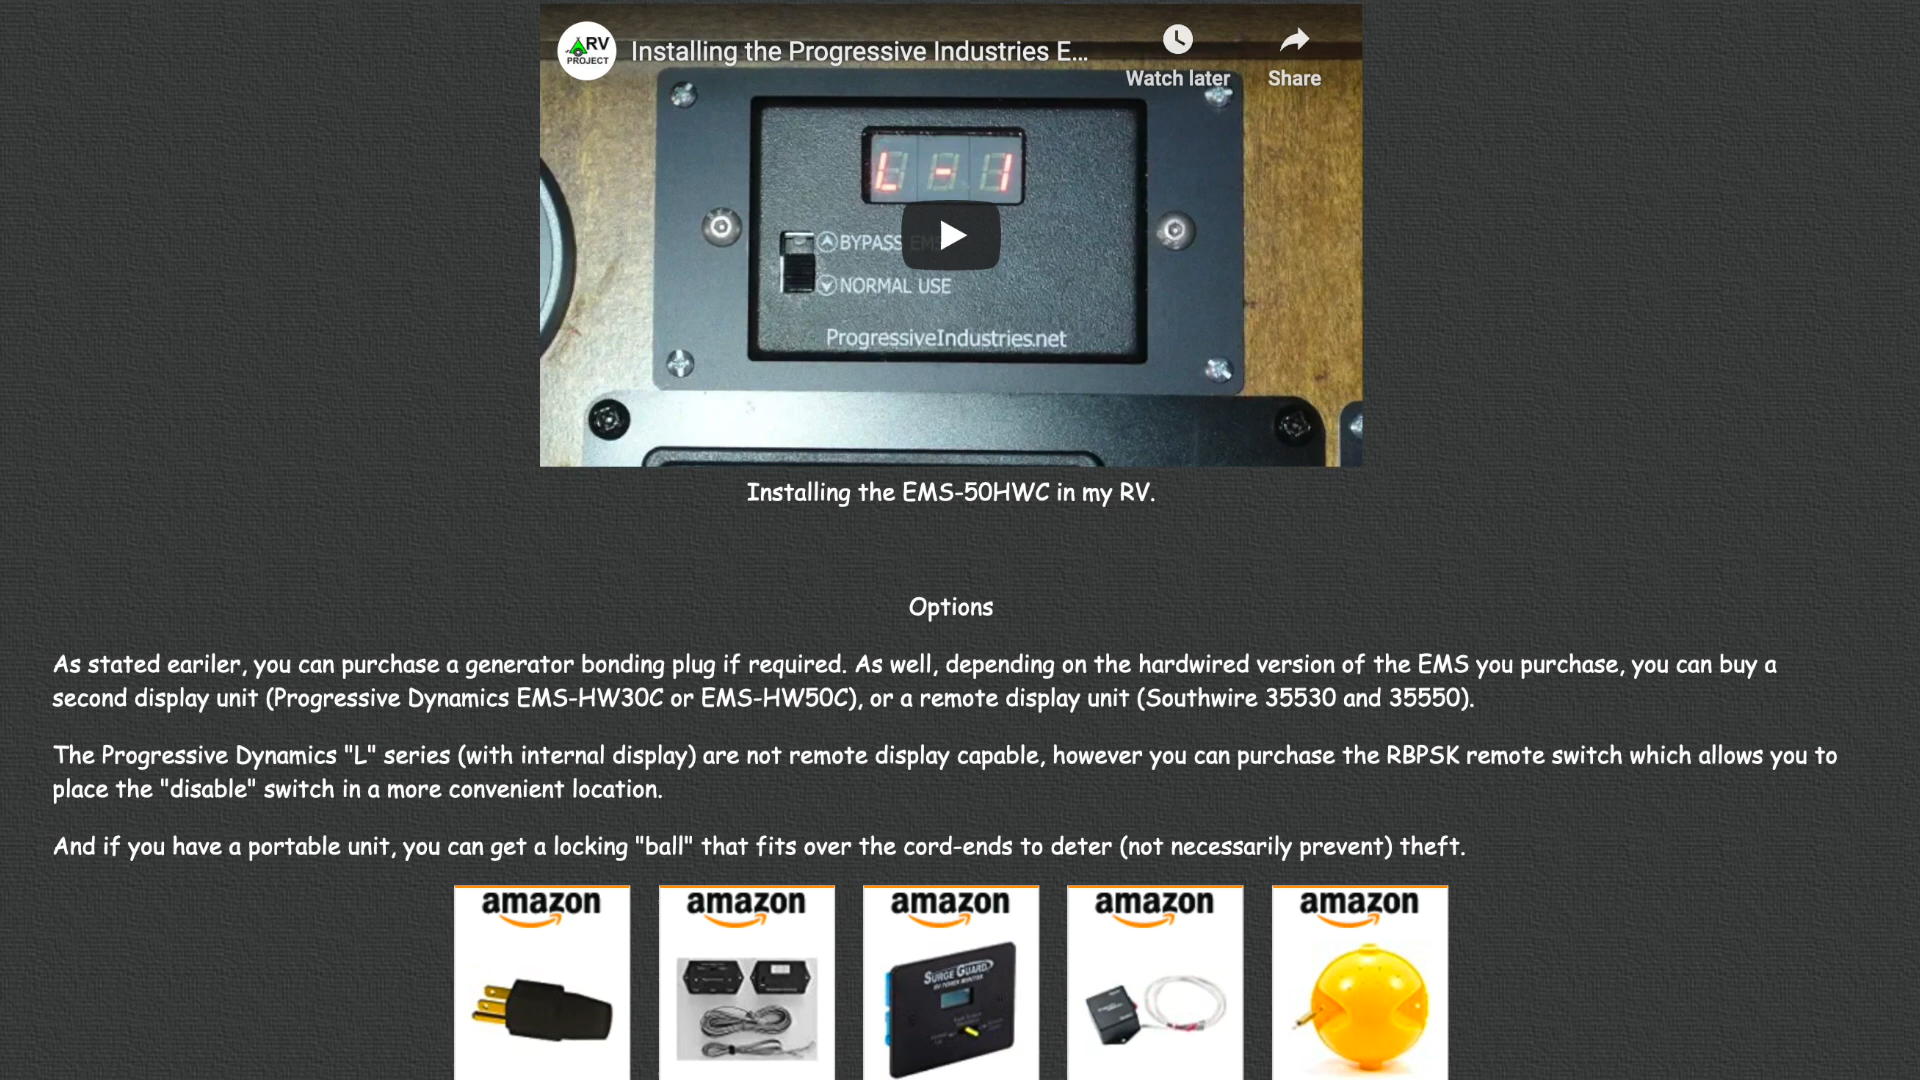 RV
PROJECT
Installing the Progressive Industries E...
Watch later
Share
L - 1
BYPASS EMS
NORMAL USE
ProgressiveIndustries.net
Installing the EMS-50HWC in my RV.
Options
As stated eariler, you can purchase a generator bonding plug if required. As well, depending on the hardwired version of the EMS you purchase, you can buy a
second display unit (Progressive Dynamics EMS-HW30C or EMS-HW50C), or a remote display unit (Southwire 35530 and 35550).
The Progressive Dynamics "L" series (with internal display) are not remote display capable, however you can purchase the RBPSK remote switch which allows you to
place the "disable" switch in a more convenient location.
And if you have a portable unit, you can get a locking "ball" that fits over the cord-ends to deter (not necessarily prevent) theft.
amazon amazon amazon amazon amazon
SURGE GUARD
RV POWER MONITOR